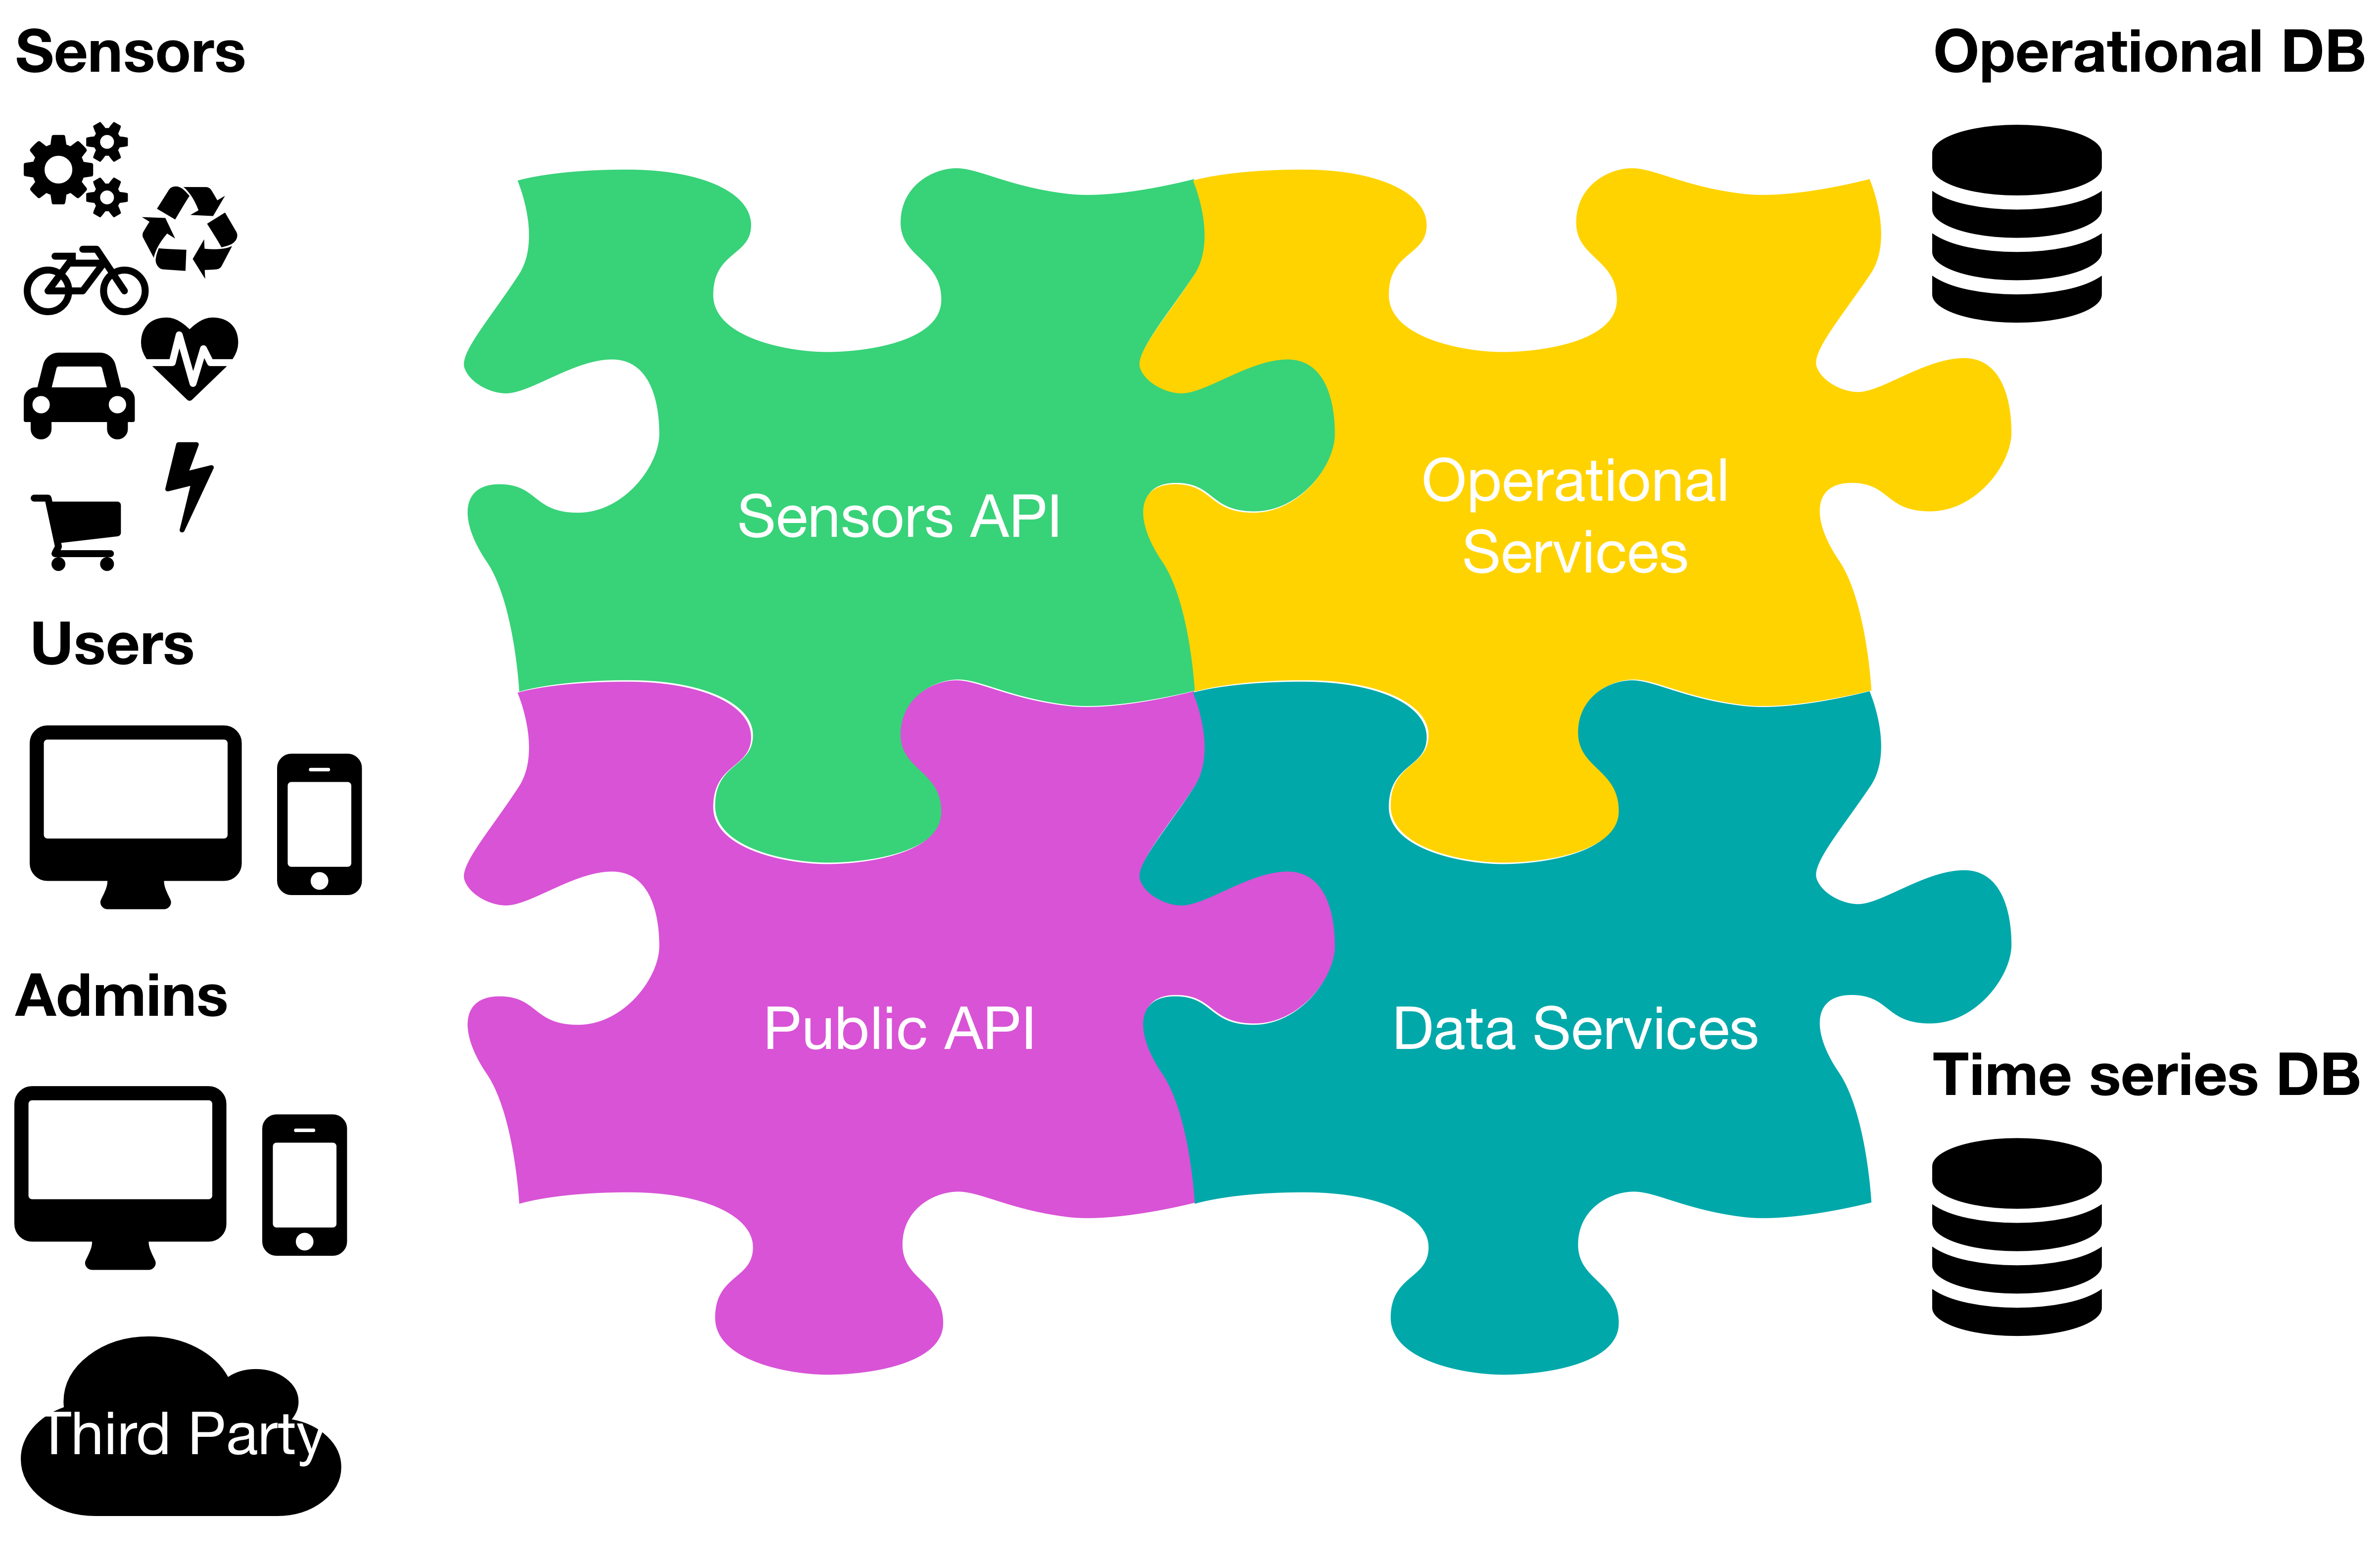 Sensors
Operational DB
Sensors API
Operational
Services
Users
Admins
Public API
Data Services
Time series DB
Third Party